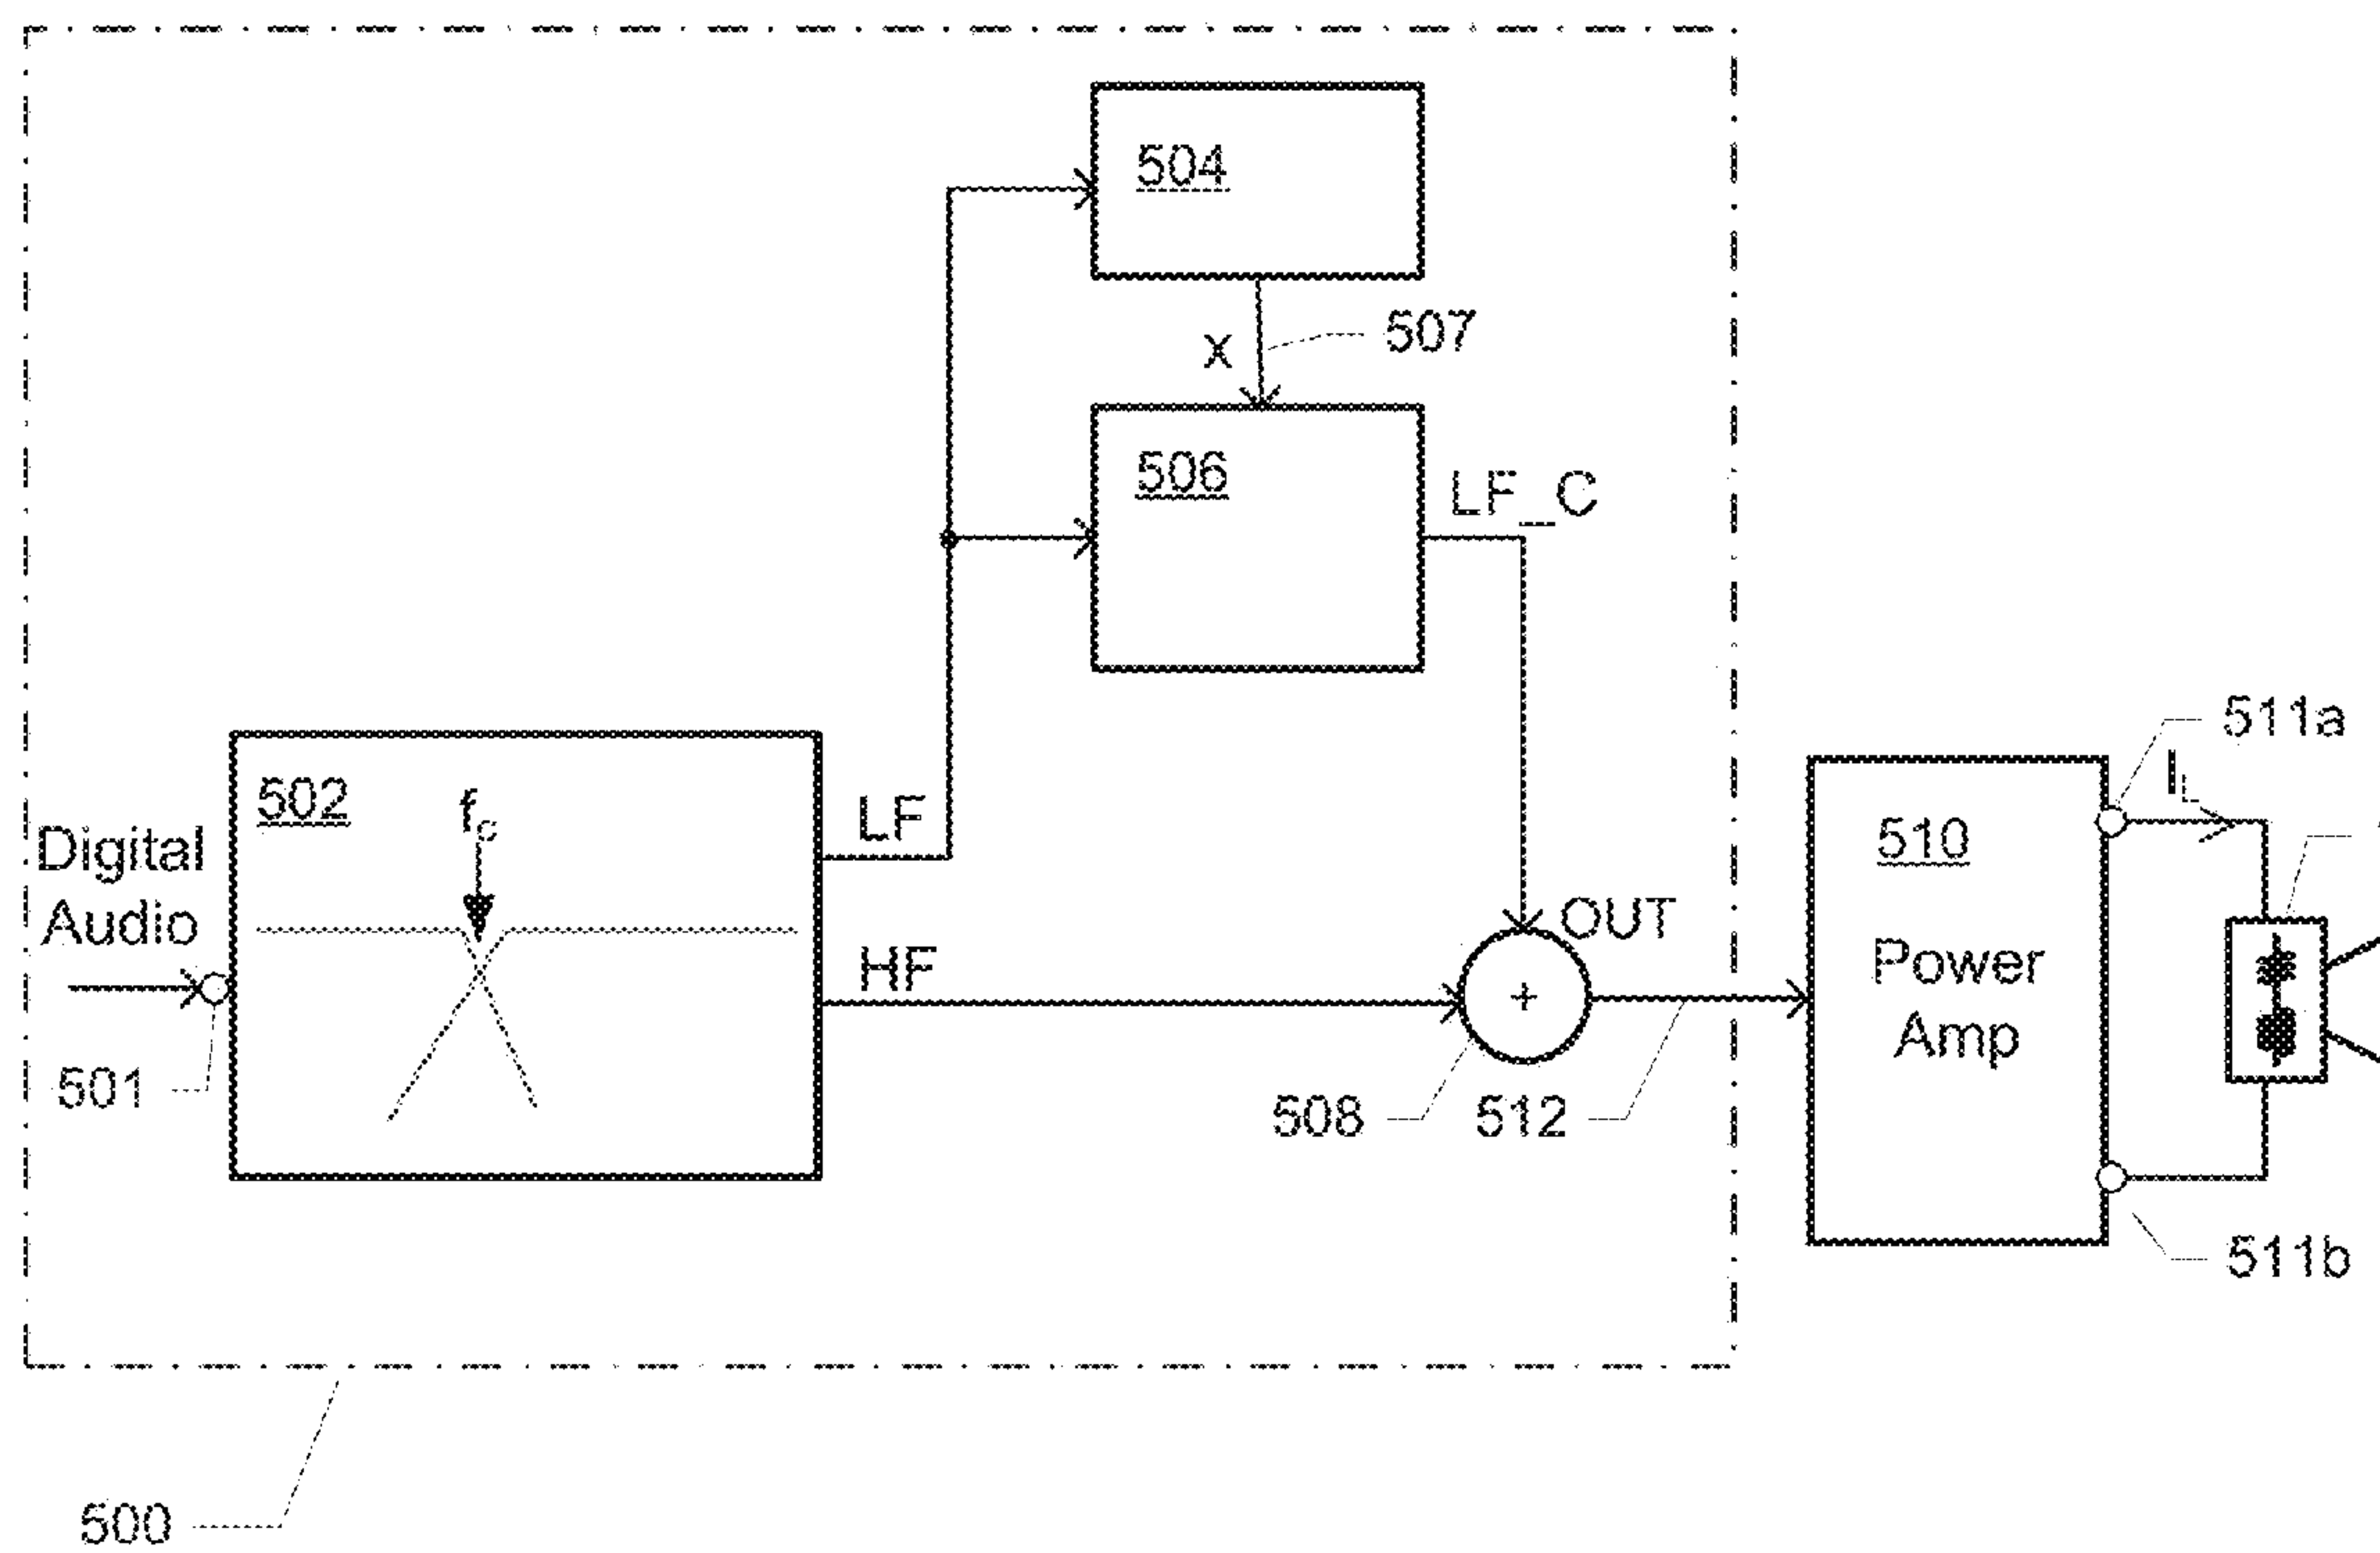 504
X
507
506
LF_C
511a
I_L
502
f_c
LF
Digital
Audio
510
Power
Amp
OUT
HF
+
501
508
512
511b
500